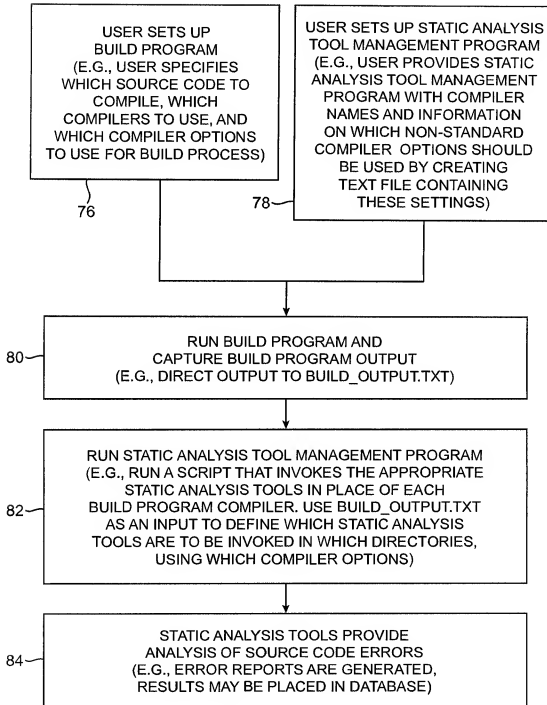 USER SETS UP
BUILD PROGRAM
(E.G., USER SPECIFIES
WHICH SOURCE CODE TO
COMPILE, WHICH
COMPILERS TO USE, AND
WHICH COMPILER OPTIONS
TO USE FOR BUILD PROCESS)
76
USER SETS UP STATIC ANALYSIS
TOOL MANAGEMENT PROGRAM
(E.G., USER PROVIDES STATIC
ANALYSIS TOOL MANAGEMENT
PROGRAM WITH COMPILER
NAMES AND INFORMATION
ON WHICH NON-STANDARD
COMPILER OPTIONS SHOULD
BE USED BY CREATING
TEXT FILE CONTAINING
THESE SETTINGS)
78
80
RUN BUILD PROGRAM AND
CAPTURE BUILD PROGRAM OUTPUT
(E.G., DIRECT OUTPUT TO BUILD_OUTPUT.TXT)
82
RUN STATIC ANALYSIS TOOL MANAGEMENT PROGRAM
(E.G., RUN A SCRIPT THAT INVOKES THE APPROPRIATE
STATIC ANALYSIS TOOLS IN PLACE OF EACH
BUILD PROGRAM COMPILER. USE BUILD_OUTPUT.TXT
AS AN INPUT TO DEFINE WHICH STATIC ANALYSIS
TOOLS ARE TO BE INVOKED IN WHICH DIRECTORIES,
USING WHICH COMPILER OPTIONS)
84
STATIC ANALYSIS TOOLS PROVIDE
ANALYSIS OF SOURCE CODE ERRORS
(E.G., ERROR REPORTS ARE GENERATED,
RESULTS MAY BE PLACED IN DATABASE)